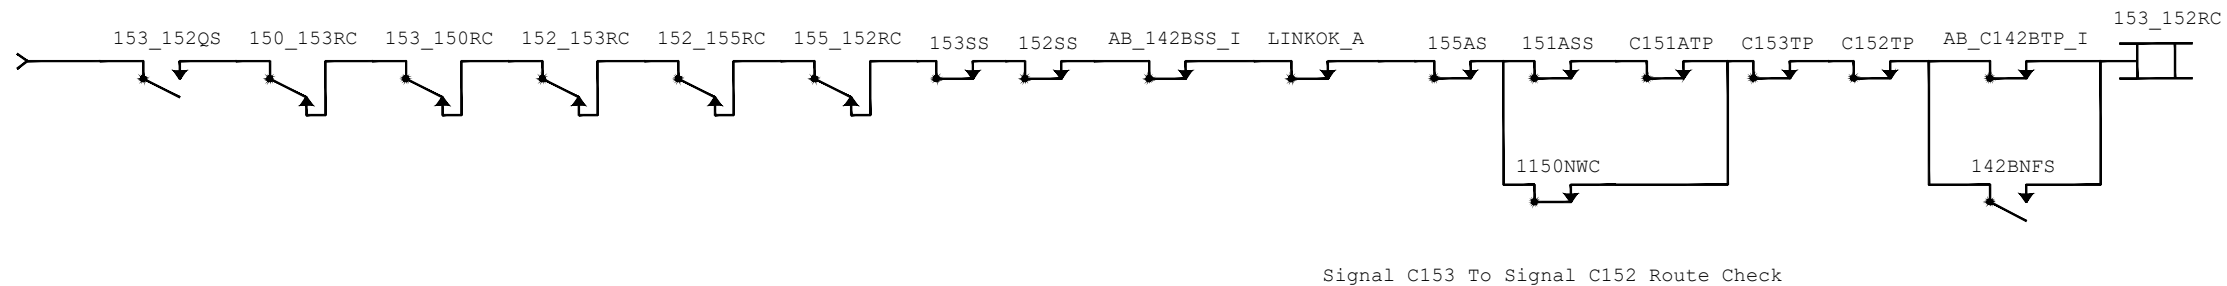 153_152RC
153_152QS 150_153RC 153_150RC 152_153RC 152_155RC 155_152RC 153SS 152SS AB_142BSS_I LINKOK_A 155AS 151ASS C151ATP C153TP C152TP AB_C142BTP_I
1150NWC 142BNFS
Signal C153 To Signal C152 Route Check